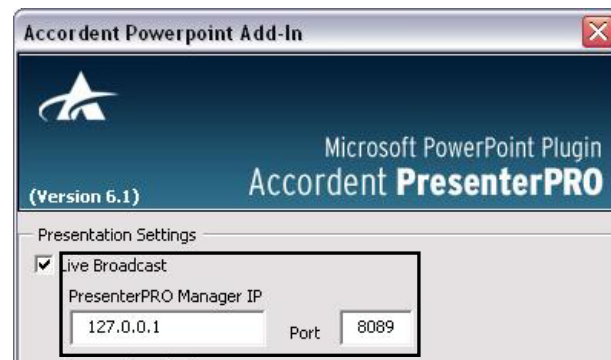 Accordent Powerpoint Add-In
Microsoft PowerPoint Plugin
(Version 6.1)
Accordent PresenterPRO
Presentation Settings
Live Broadcast
PresenterPRO Manager IP
127.0.0.1 Port 8089